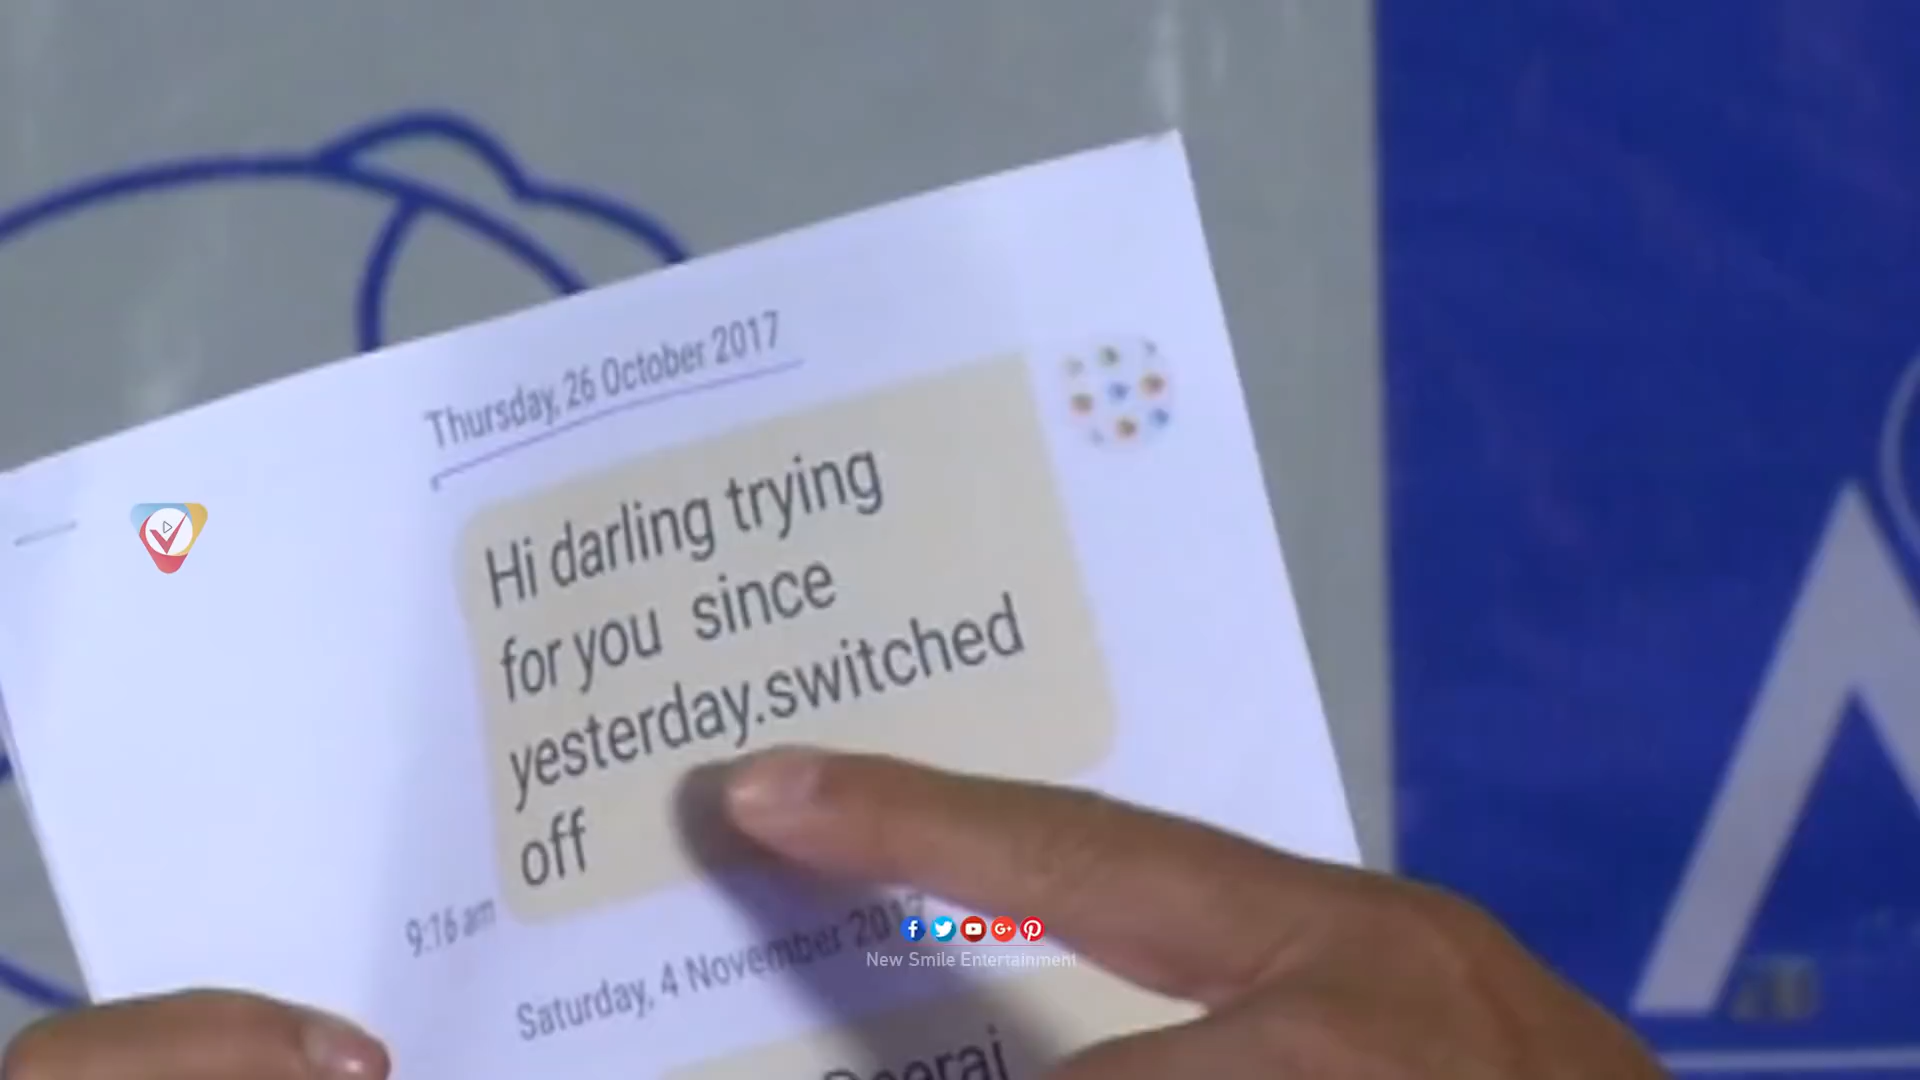 Thursday, 26 October 2017
Hi darling trying
for you since
yesterday.switched
off
9:16 am
Saturday, 4 November 2017
New Smile Entertainment